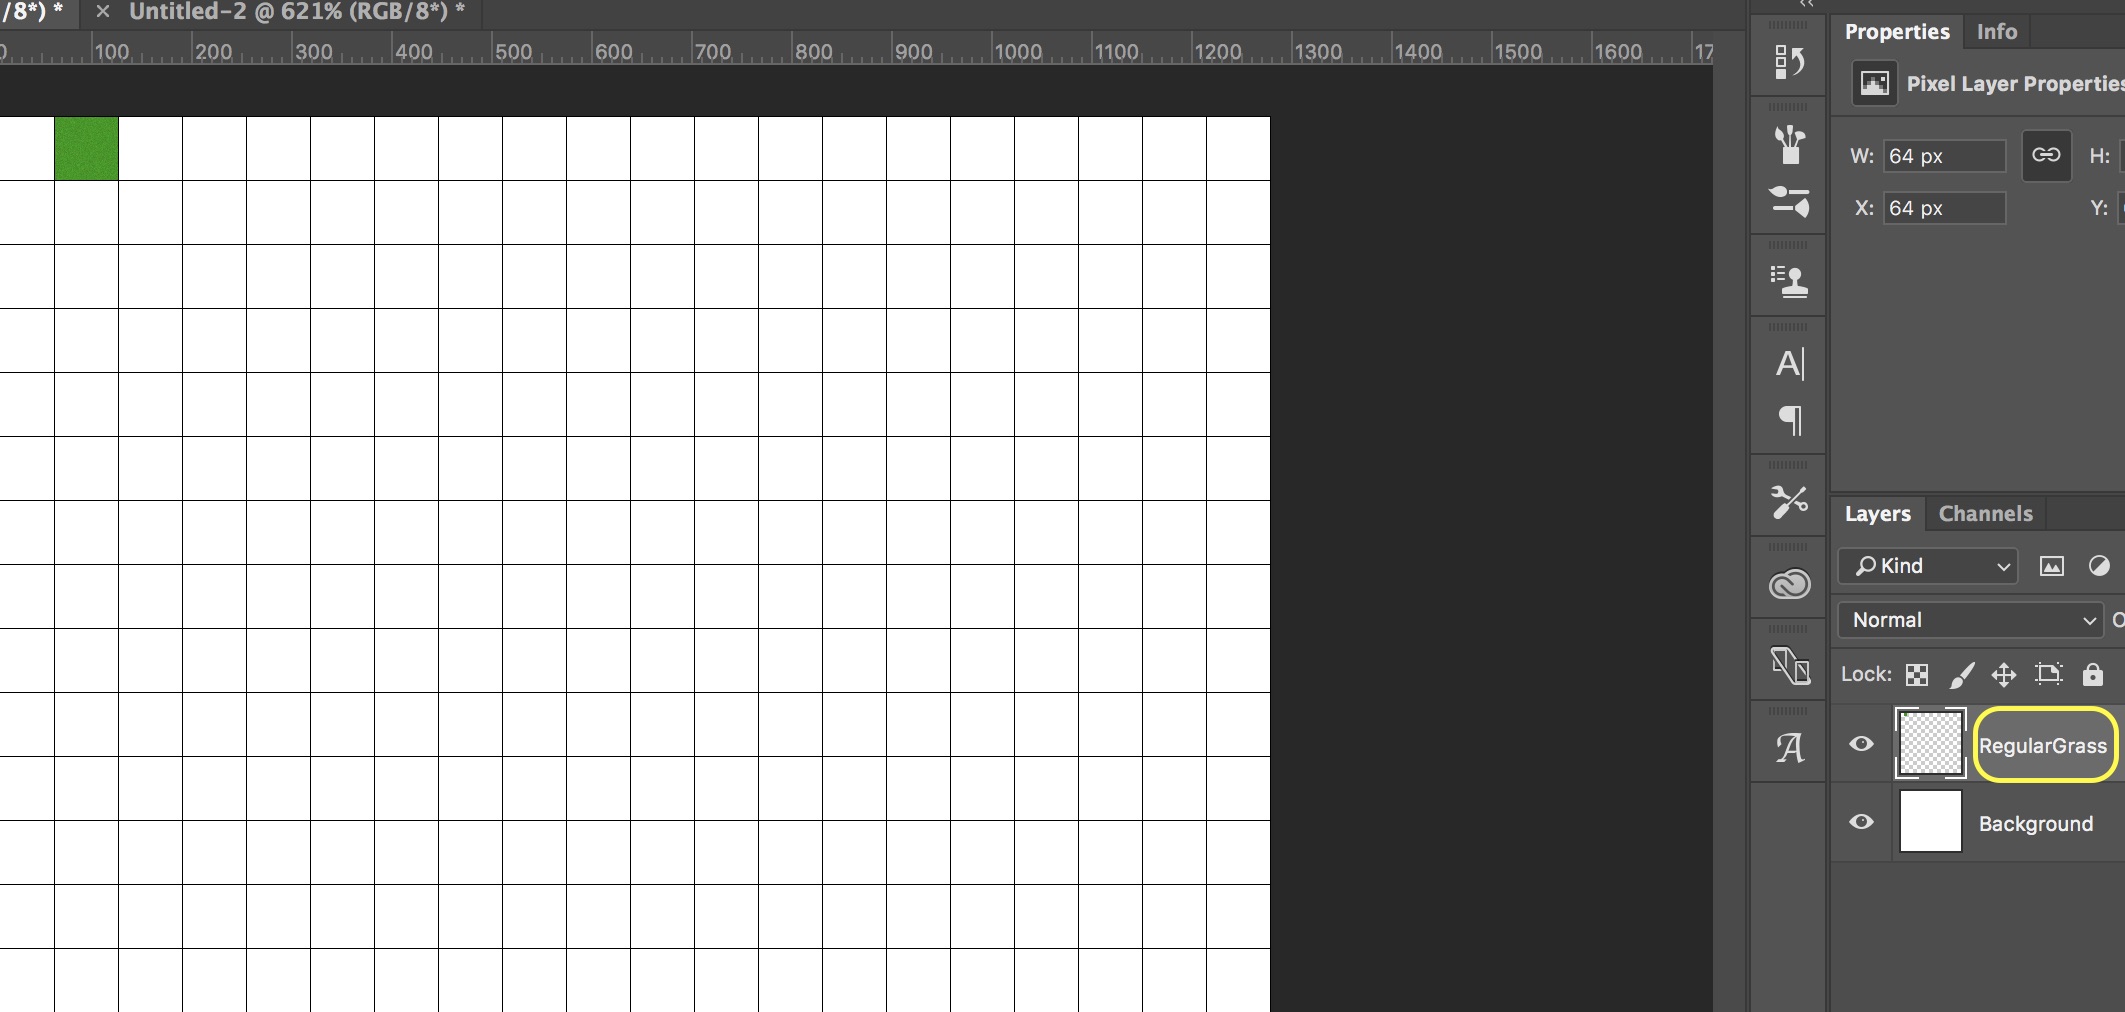 /8*) * × Untitled-2 @ 621% (RGB/8*) *
0 100 200 300 400 500 600 700 800 900 1000 1100 1200 1300 1400 1500 1600 17
Properties Info
Pixel Layer Properties
W: 64 px H:
X: 64 px Y:
A|
Layers Channels
Kind
Normal
Lock:
RegularGrass
A
Background